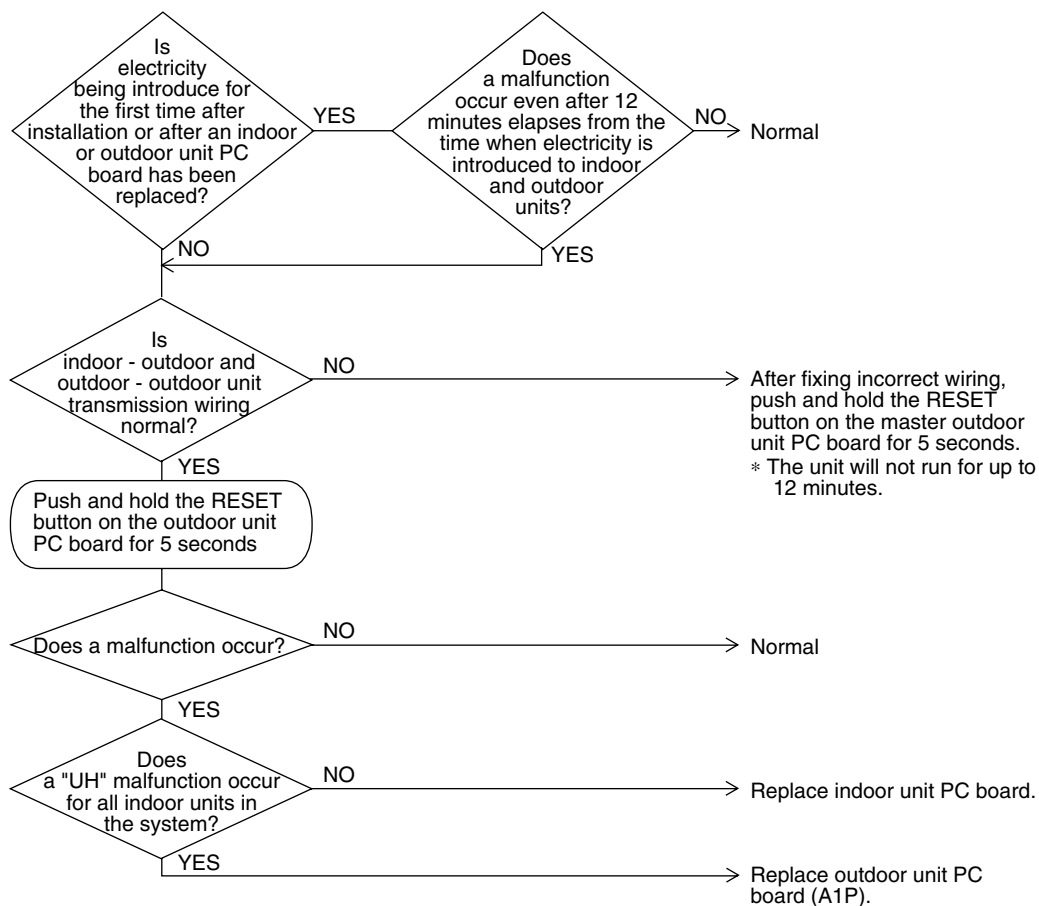 Is
electricity
being introduce for
the first time after
installation or after an indoor
or outdoor unit PC
board has been
replaced?
YES
Does
a malfunction
occur even after 12
minutes elapses from the
time when electricity is
introduced to indoor
and outdoor
units?
NO
Normal
NO
YES
Is
indoor - outdoor and
outdoor - outdoor unit
transmission wiring
normal?
NO
After fixing incorrect wiring,
push and hold the RESET
button on the master outdoor
unit PC board for 5 seconds.
* The unit will not run for up to
12 minutes.
YES
Push and hold the RESET
button on the outdoor unit
PC board for 5 seconds
Does a malfunction occur?
NO
Normal
YES
Does
a "UH" malfunction occur
for all indoor units in
the system?
NO
Replace indoor unit PC board.
YES
Replace outdoor unit PC
board (A1P).